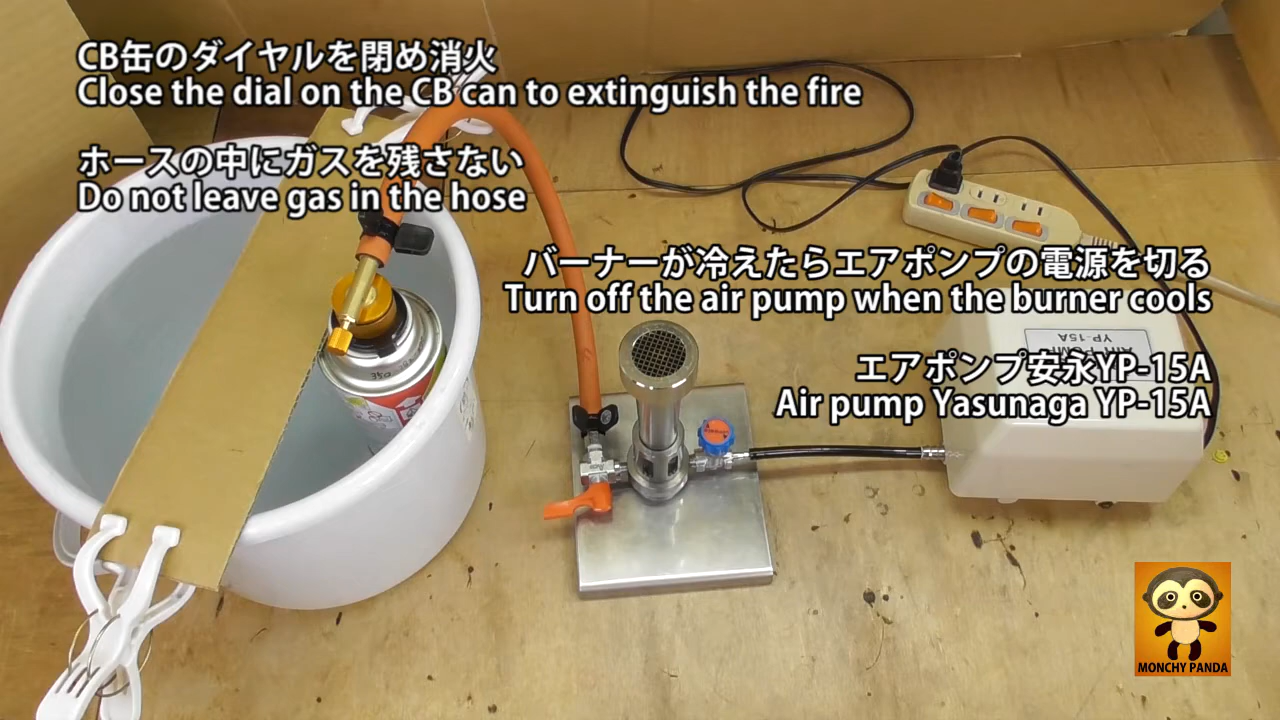 CB缶のダイヤルを閉め消火
Close the dial on the CB can to extinguish the fire
ホースの中にガスを残さない
Do not leave gas in the hose
バーナーが冷えたらエアポンプの電源を切る
Turn off the air pump when the burner cools
エアポンプ安永YP-15A
Air pump Yasunaga YP-15A
YP-15A
MONCHY PANDA